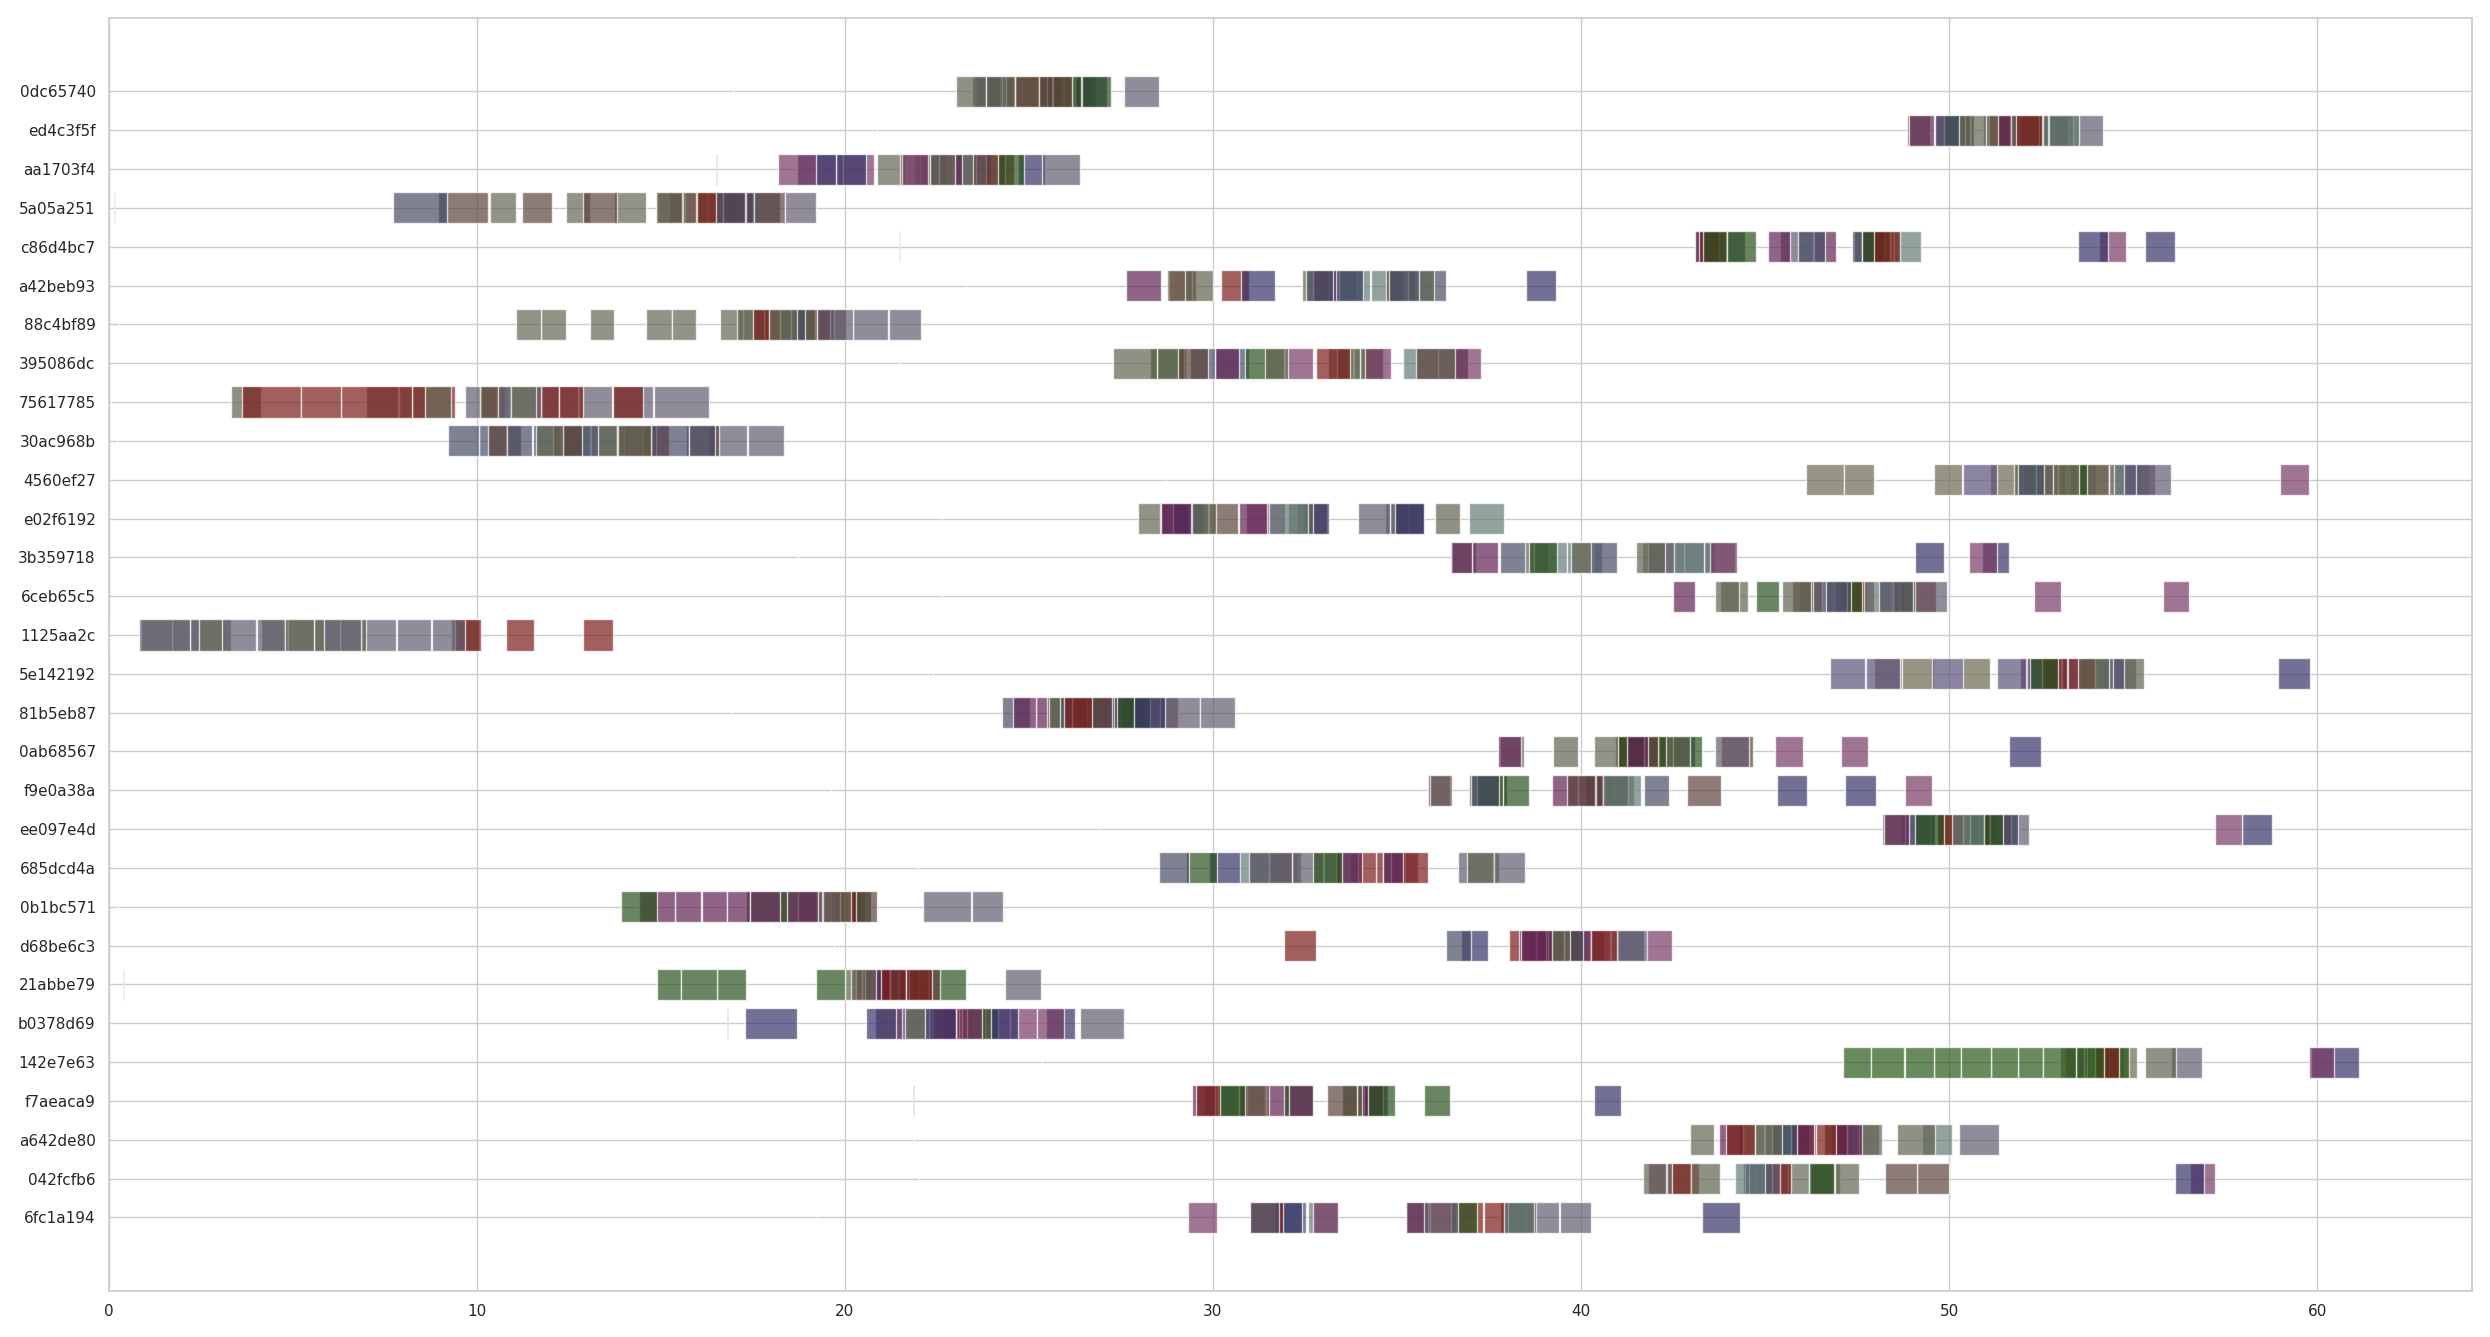 0dc65740
ed4c3f5f
aa1703f4
5a05a251
c86d4bc7
a42beb93
88c4bf89
395086dc
75617785
30ac968b
4560ef27
e02f6192
3b359718
6ceb65c5
1125aa2c
5e142192
81b5eb87
0ab68567
f9e0a38a
ee097e4d
685dcd4a
0b1bc571
d68be6c3
21abbe79
b0378d69
142e7e63
f7aeaca9
a642de80
042fcfb6
6fc1a194
0 10 20 30 40 50 60